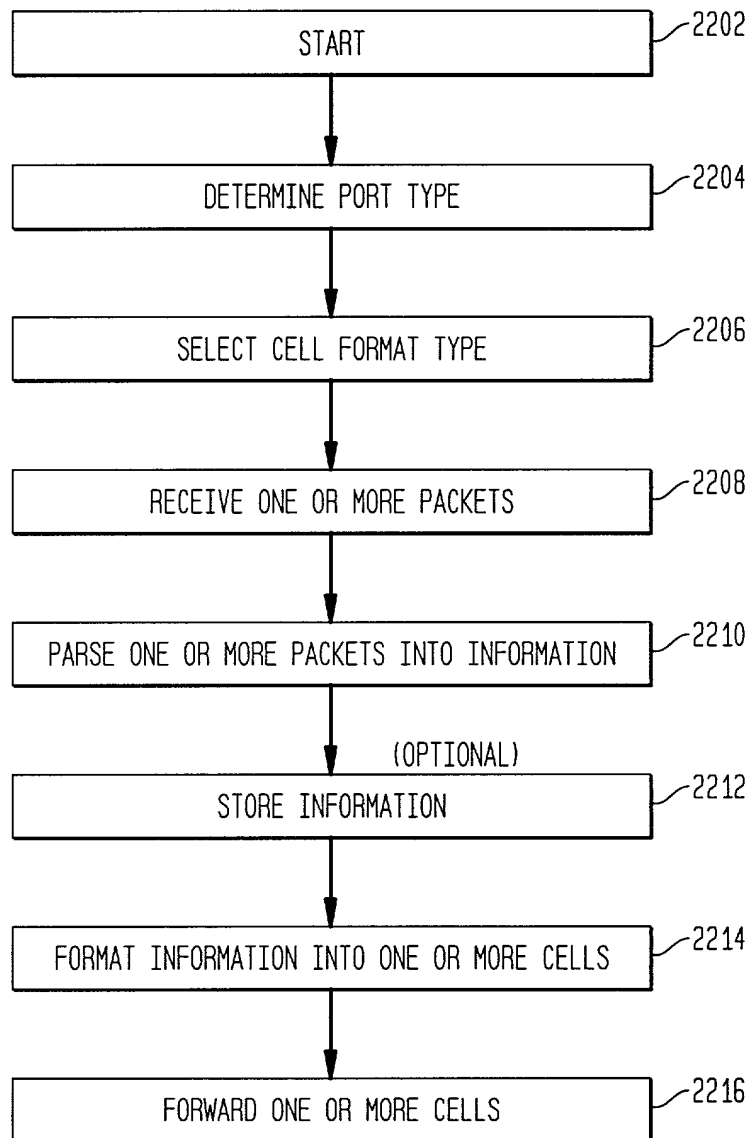 START 2202
DETERMINE PORT TYPE 2204
SELECT CELL FORMAT TYPE 2206
RECEIVE ONE OR MORE PACKETS 2208
PARSE ONE OR MORE PACKETS INTO INFORMATION 2210
(OPTIONAL)
STORE INFORMATION 2212
FORMAT INFORMATION INTO ONE OR MORE CELLS 2214
FORWARD ONE OR MORE CELLS 2216